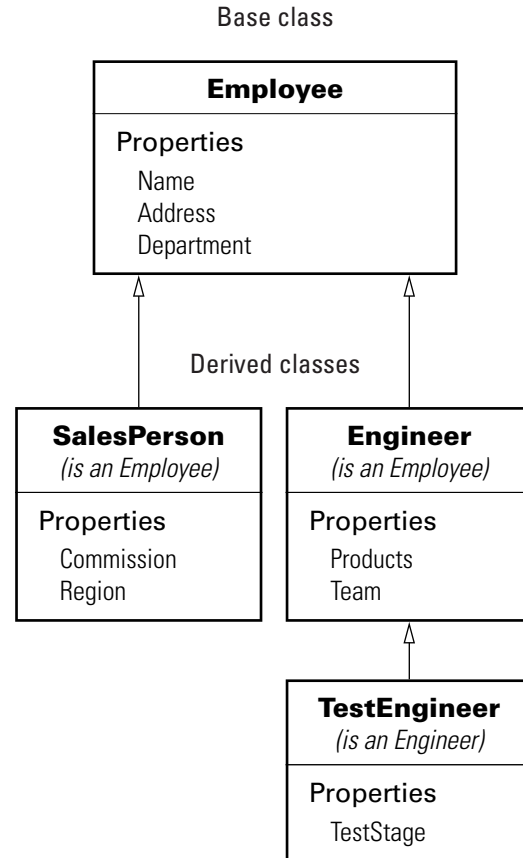 Base class
Employee
Properties
Name
Address
Department
Derived classes
SalesPerson
(is an Employee)
Properties
Commission
Region
Engineer
(is an Employee)
Properties
Products
Team
TestEngineer
(is an Engineer)
Properties
TestStage